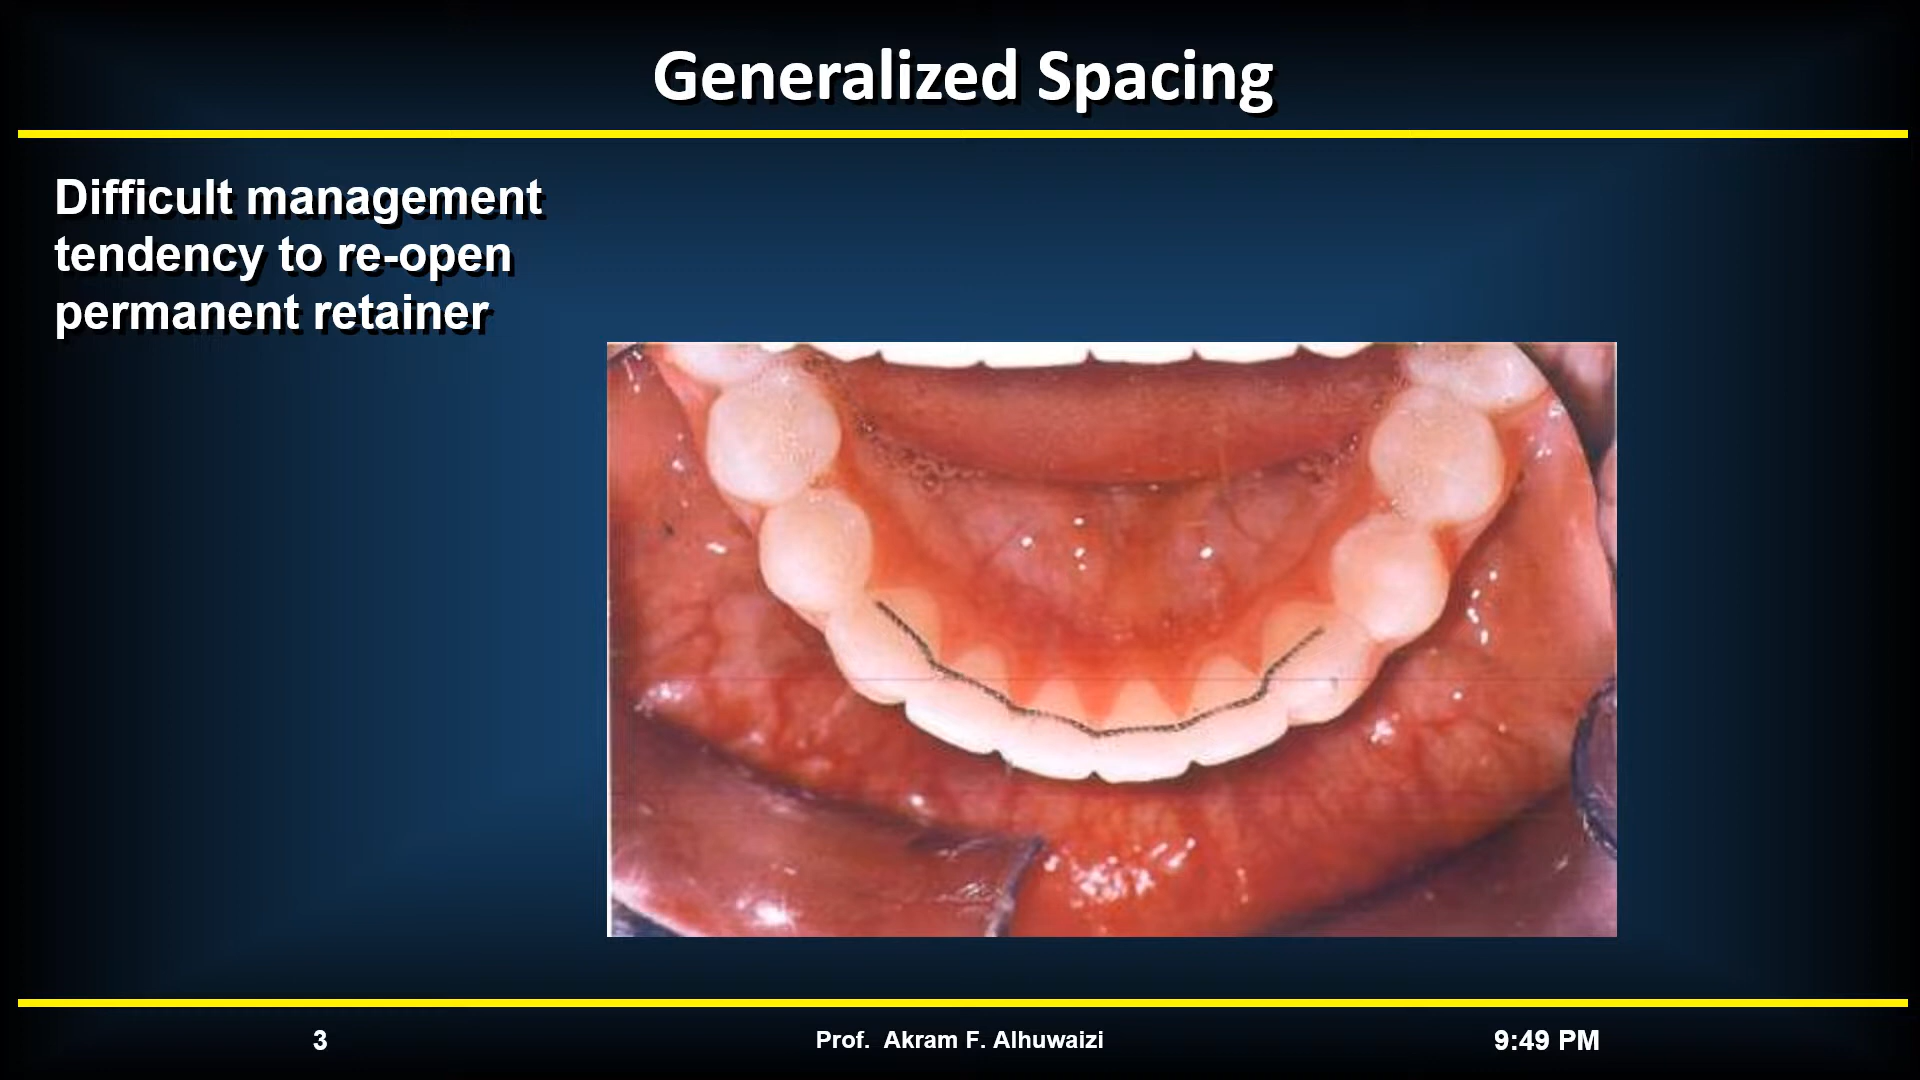 Generalized Spacing
Difficult management
tendency to re-open
permanent retainer
3
Prof.  Akram F. Alhuwaizi
9:49 PM